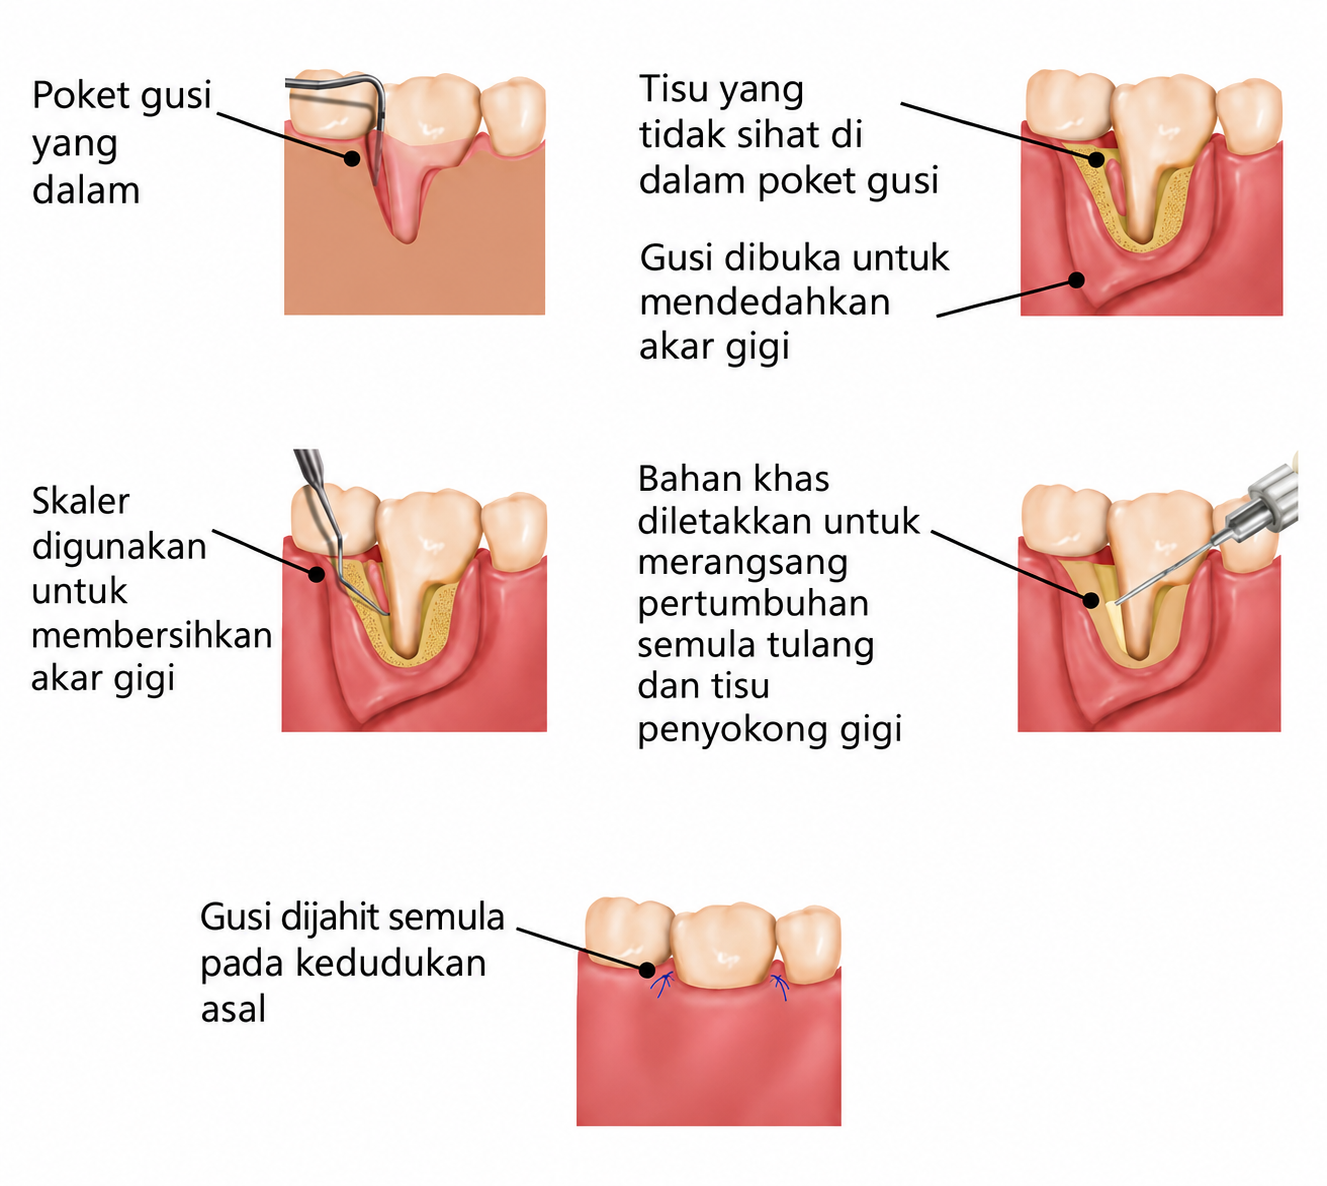 Poket gusi
yang
dalam
Tisu yang
tidak sihat di
dalam poket gusi
Gusi dibuka untuk
mendedahkan
akar gigi
Skaler
digunakan
untuk
membersihkan
akar gigi
Bahan khas
diletakkan untuk
merangsang
pertumbuhan
semula tulang
dan tisu
penyokong gigi
Gusi dijahit semula
pada kedudukan
asal